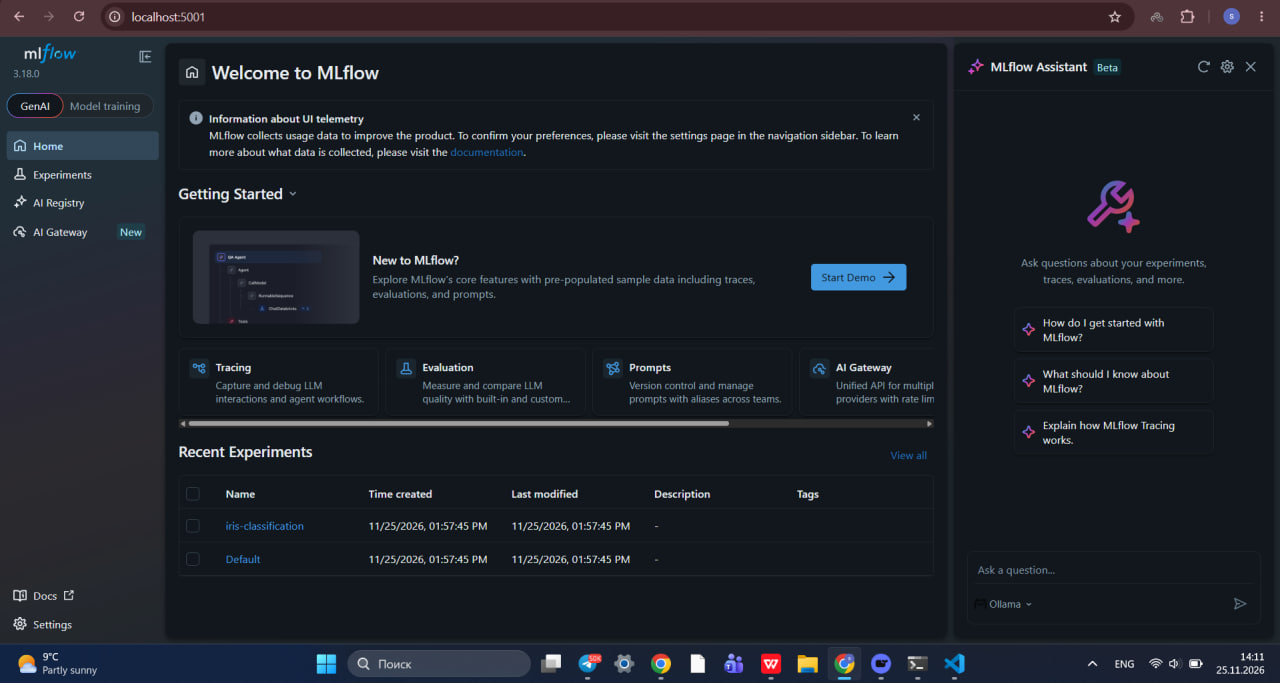 localhost:5001
S
mlflow
3.18.0
GenAI
Model training
Home
Experiments
AI Registry
AI Gateway
New
Docs
Settings
Welcome to MLflow
Information about UI telemetry
MLflow collects usage data to improve the product. To confirm your preferences, please visit the settings page in the navigation sidebar. To learn
more about what data is collected, please visit the documentation.
Getting Started
QA Agent
Agent
CallModel
RunnableSequence
ChatDatabricks
Tools
New to MLflow?
Explore MLflow's core features with pre-populated sample data including traces,
evaluations, and prompts.
Start Demo
Tracing
Capture and debug LLM
interactions and agent workflows.
Evaluation
Measure and compare LLM
quality with built-in and custom...
Prompts
Version control and manage
prompts with aliases across teams.
AI Gateway
Unified API for multipl
providers with rate lim
Recent Experiments
View all
Name Time created Last modified Description Tags
iris-classification 11/25/2026, 01:57:45 PM 11/25/2026, 01:57:45 PM -
Default 11/25/2026, 01:57:45 PM 11/25/2026, 01:57:45 PM -
MLflow Assistant Beta
Ask questions about your experiments,
traces, evaluations, and more.
How do I get started with
MLflow?
What should I know about
MLflow?
Explain how MLflow Tracing
works.
Ask a question...
Ollama
9°C
Partly sunny
Поиск
50K
ENG
14:11
25.11.2026